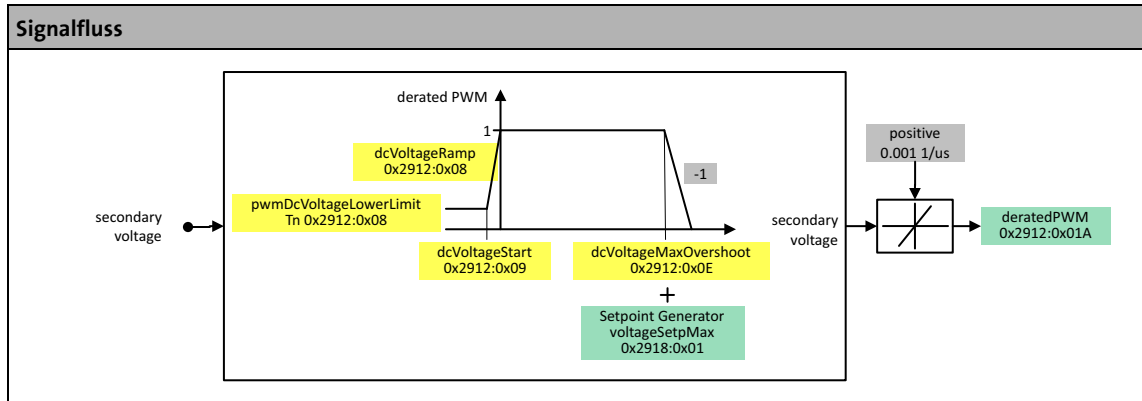 Signalfluss
derated PWM
1
dcVoltageRamp
0x2912:0x08
-1
pwmDcVoltageLowerLimit
Tn 0x2912:0x08
secondary
voltage
dcVoltageStart
0x2912:0x09
dcVoltageMaxOvershoot
0x2912:0x0E
+
Setpoint Generator
voltageSetpMax
0x2918:0x01
secondary
voltage
positive
0.001 1/us
deratedPWM
0x2912:0x01A